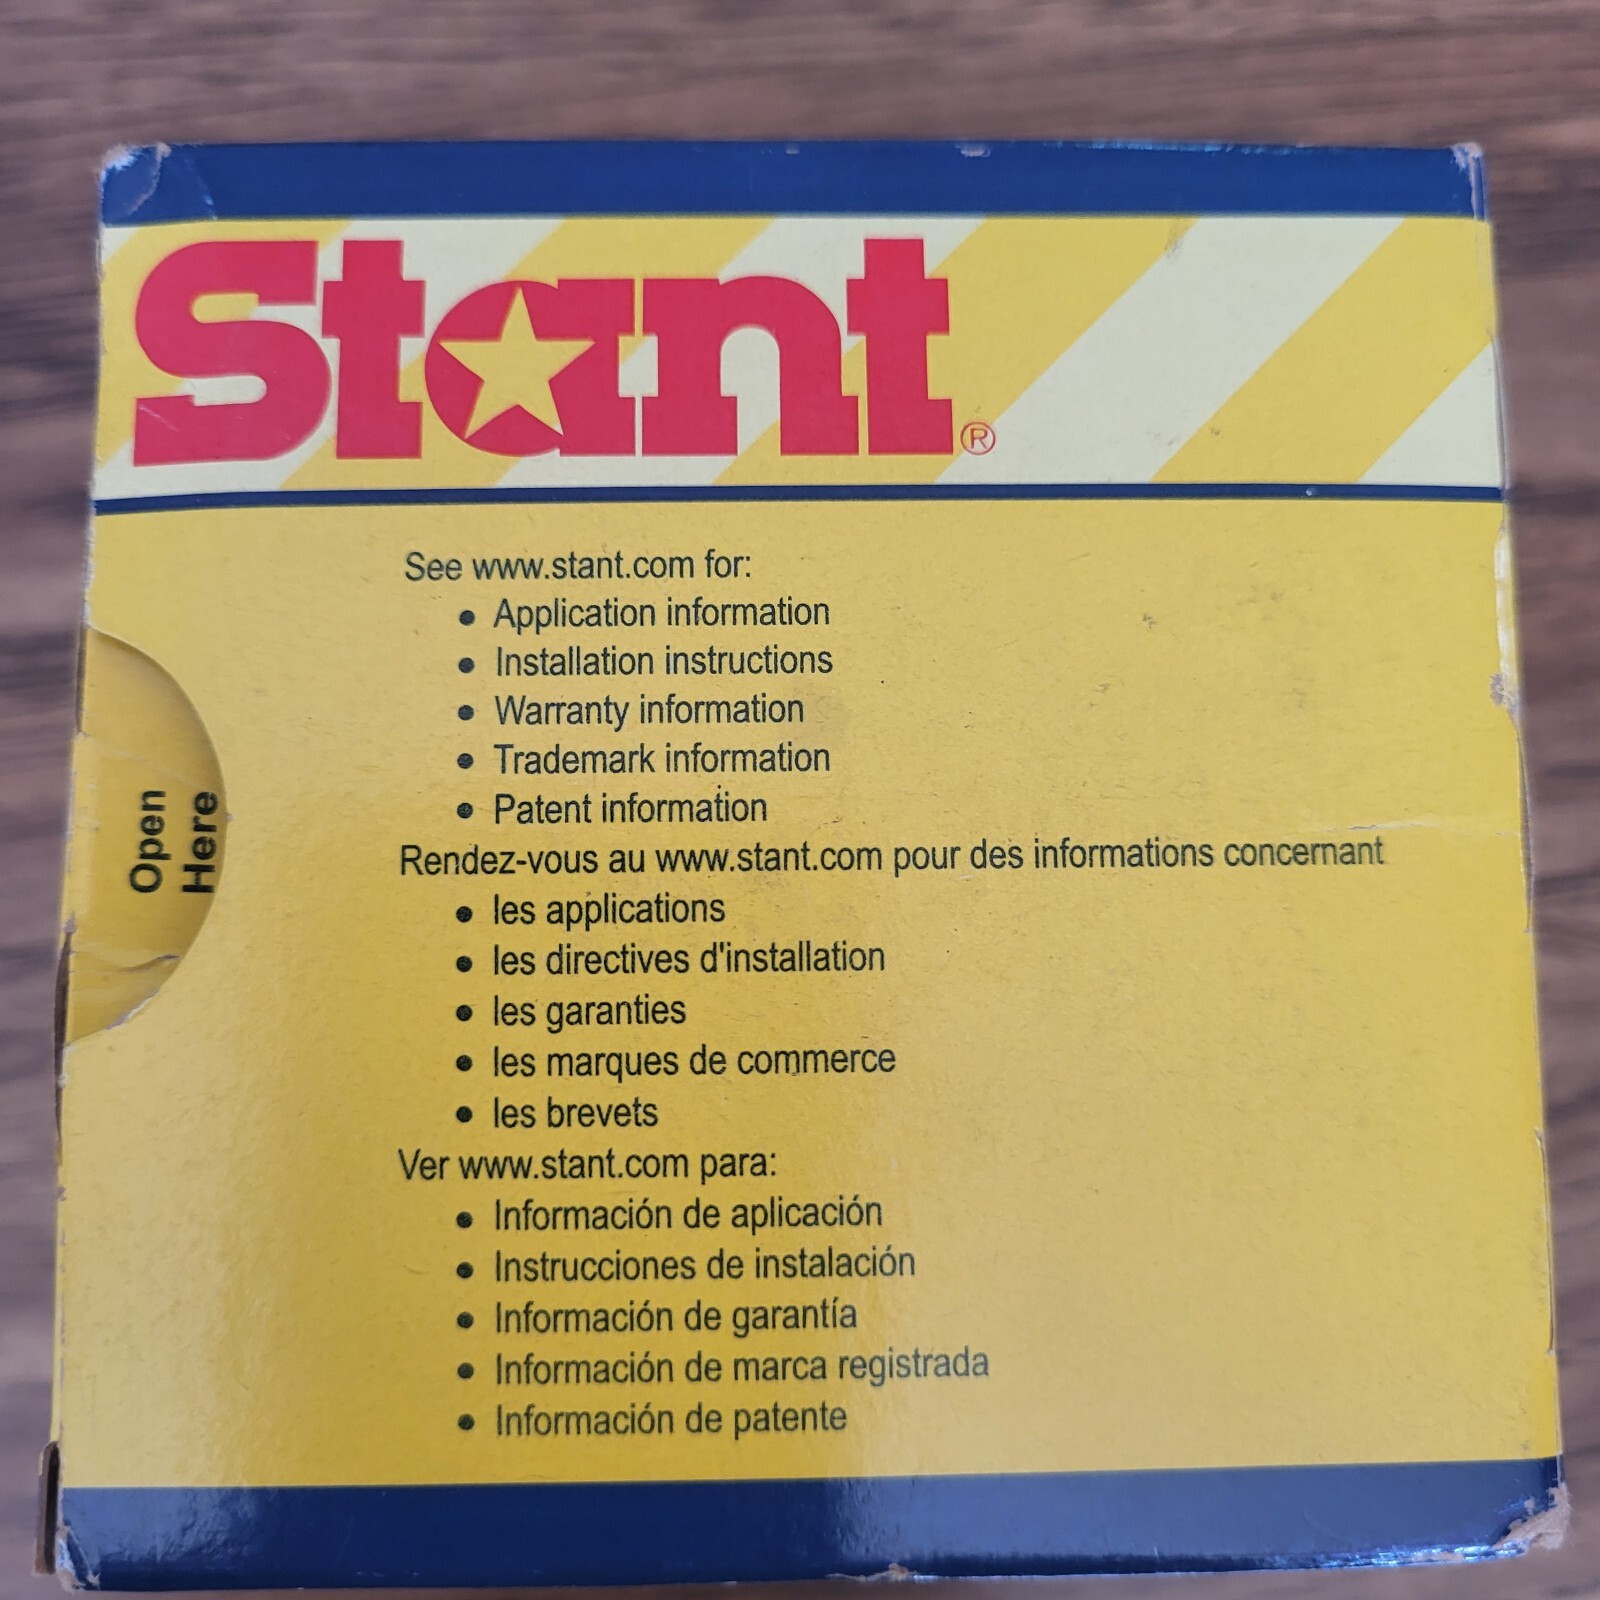 Stant®
See www.stant.com for:
• Application information
• Installation instructions
• Warranty information
• Trademark information
• Patent information
Rendez-vous au www.stant.com pour des informations concernant
• les applications
• les directives d'installation
• les garanties
• les marques de commerce
• les brevets
Ver www.stant.com para:
• Información de aplicación
• Instrucciones de instalación
• Información de garantía
• Información de marca registrada
• Información de patente
Open
Here